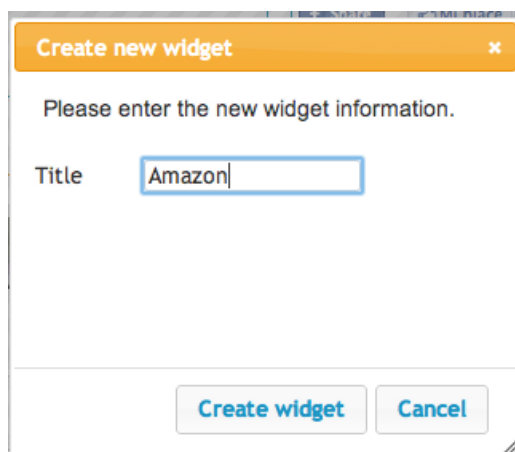 Create new widget
Please enter the new widget information.
Title Amazon
Create widget Cancel